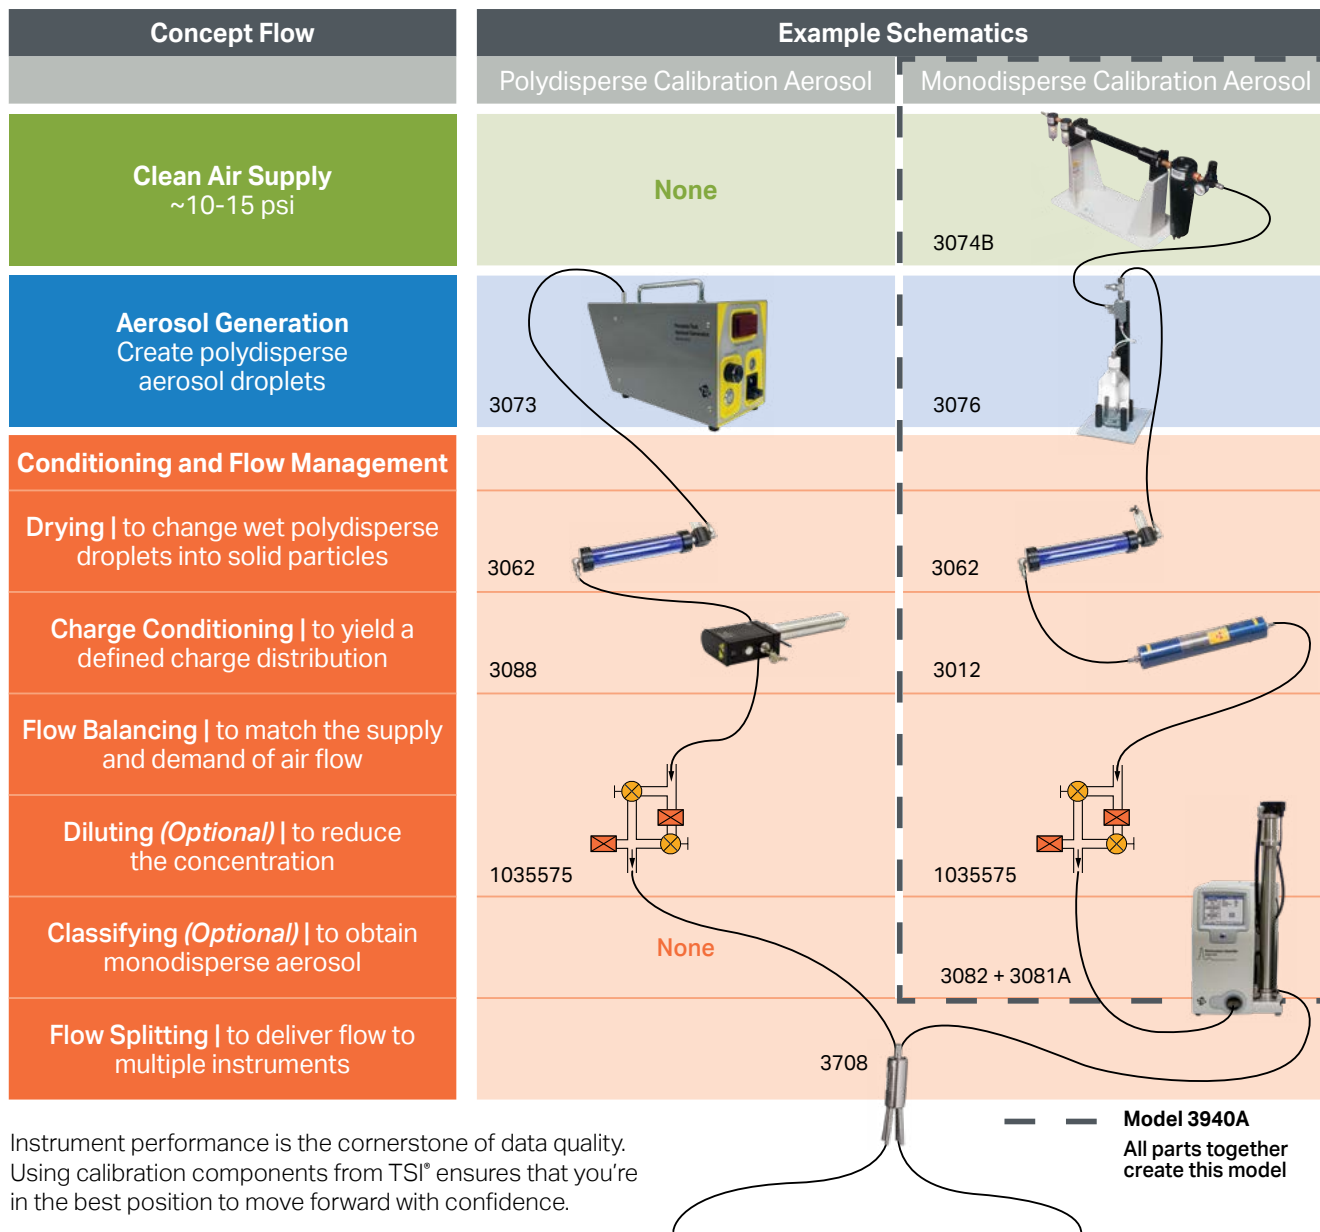 Concept Flow
Example Schematics
Polydisperse Calibration Aerosol
Monodisperse Calibration Aerosol
Clean Air Supply
~10-15 psi
None
3074B
Aerosol Generation
Create polydisperse
aerosol droplets
3073
3076
Conditioning and Flow Management
Drying | to change wet polydisperse
droplets into solid particles
3062
3062
Charge Conditioning | to yield a
defined charge distribution
3088
3012
Flow Balancing | to match the supply
and demand of air flow
Diluting (Optional) | to reduce
the concentration
1035575
1035575
Classifying (Optional) | to obtain
monodisperse aerosol
None
3082 + 3081A
Flow Splitting | to deliver flow to
multiple instruments
3708
Model 3940A
All parts together
create this model
Instrument performance is the cornerstone of data quality.
Using calibration components from TSI® ensures that you’re
in the best position to move forward with confidence.